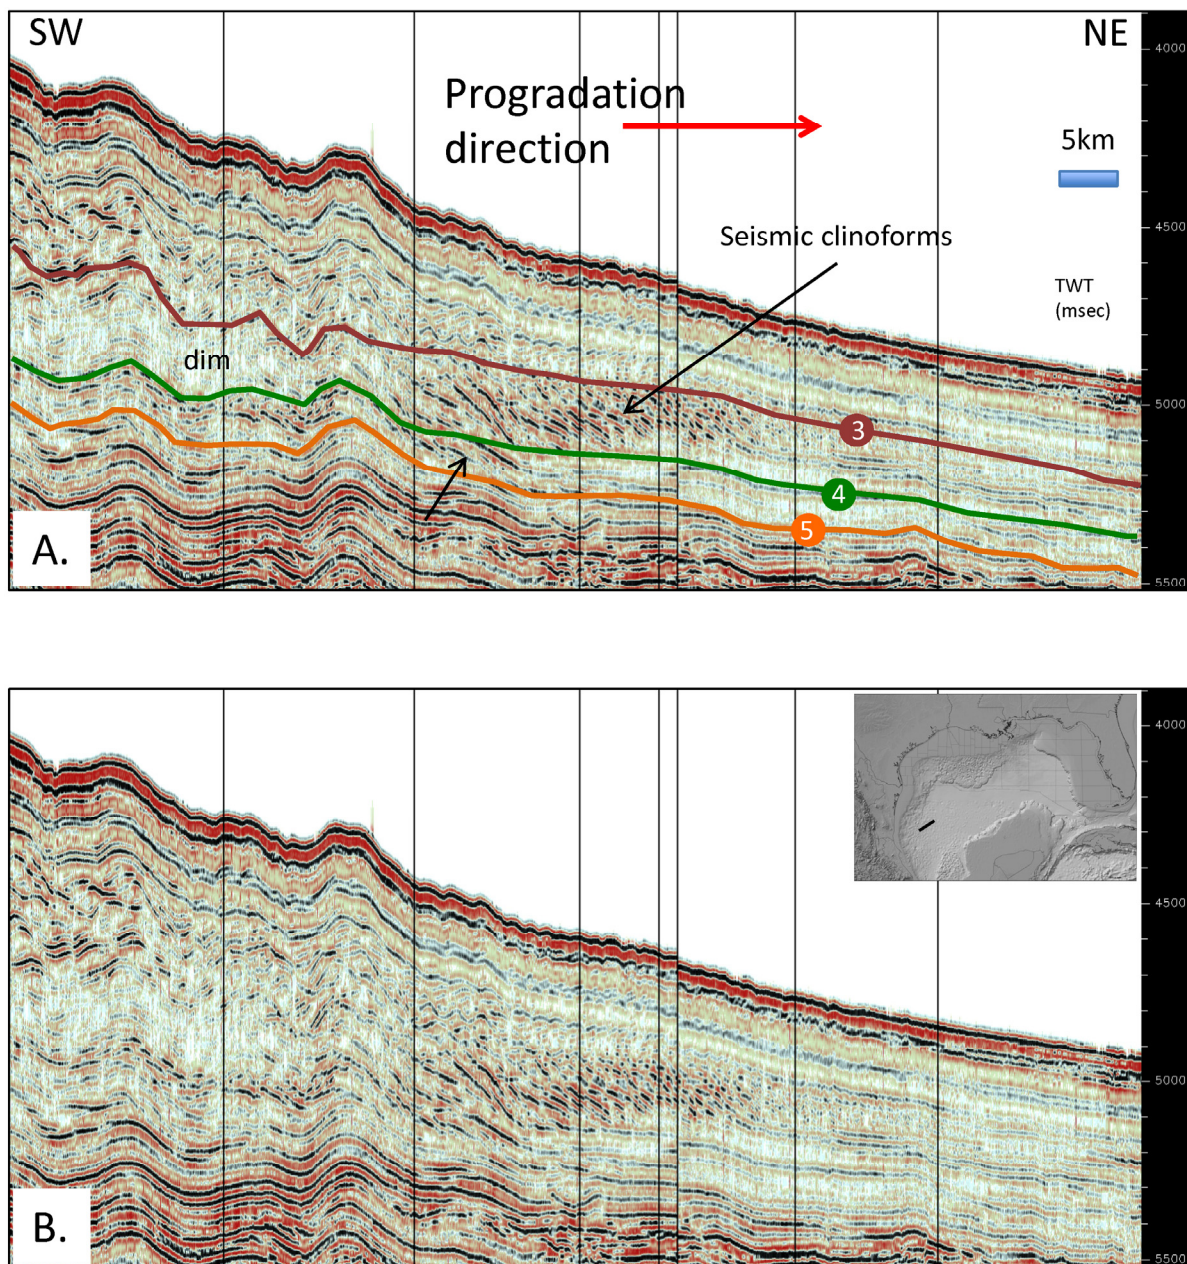 SW
NE
4000
Progradation
direction
5km
4500
Seismic clinoforms
TWT
(msec)
dim
5000
3
4
5
A.
5500
4000
4500
5000
B.
5500